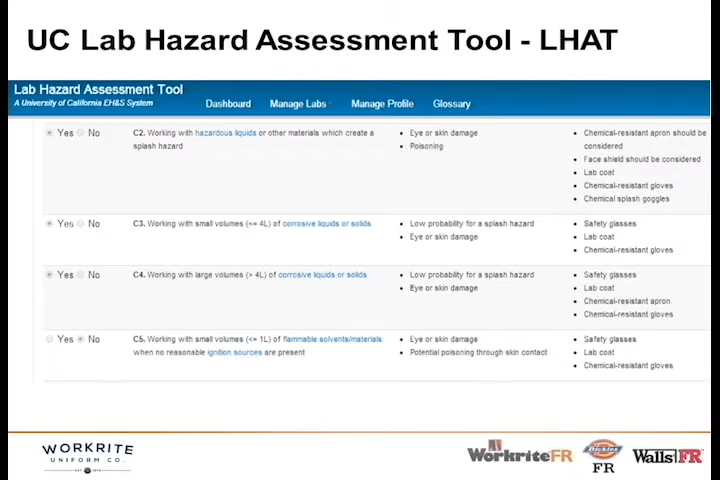 UC Lab Hazard Assessment Tool - LHAT
Lab Hazard Assessment Tool
A University of California EH&S System
Dashboard Manage Labs Manage Profile Glossary
Yes No C2. Working with hazardous liquids or other materials which create a
splash hazard
• Eye or skin damage
• Poisoning
• Chemical-resistant apron should be
considered
• Face shield should be considered
• Lab coat
• Chemical-resistant gloves
• Chemical splash goggles
Yes No C3. Working with small volumes (<= 4L) of corrosive liquids or solids
• Low probability for a splash hazard
• Eye or skin damage
• Safety glasses
• Lab coat
• Chemical-resistant gloves
Yes No C4. Working with large volumes (> 4L) of corrosive liquids or solids
• Low probability for a splash hazard
• Eye or skin damage
• Safety glasses
• Lab coat
• Chemical-resistant apron
• Chemical-resistant gloves
Yes No C5. Working with small volumes (<= 1L) of flammable solvents/materials
when no reasonable ignition sources are present
• Eye or skin damage
• Potential poisoning through skin contact
• Safety glasses
• Lab coat
• Chemical-resistant gloves
WORKRITE
UNIFORM CO.
WorkriteFR
Dickies
FR
Walls FR